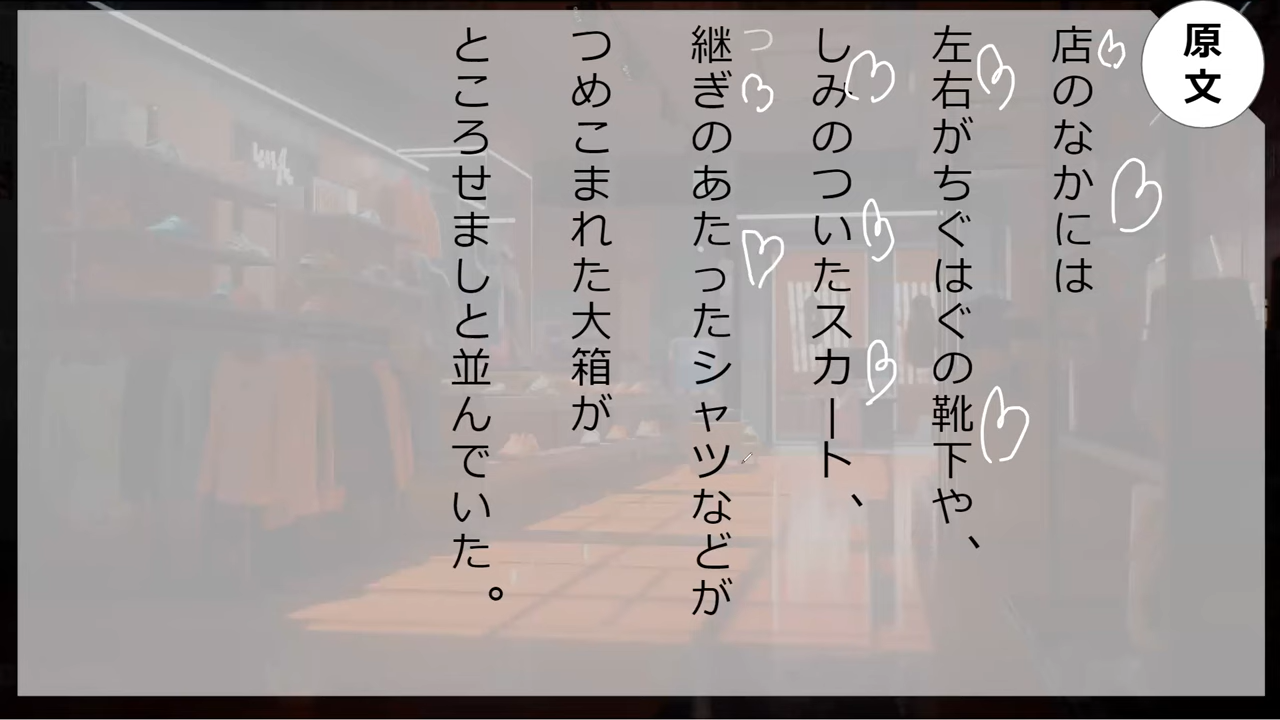 原文
店のなかには
左右がちぐはぐの靴下や、
しみのついたスカート、
つ
継ぎのあたったシャツなどが
つめこまれた大箱が
ところせましと並んでいた。